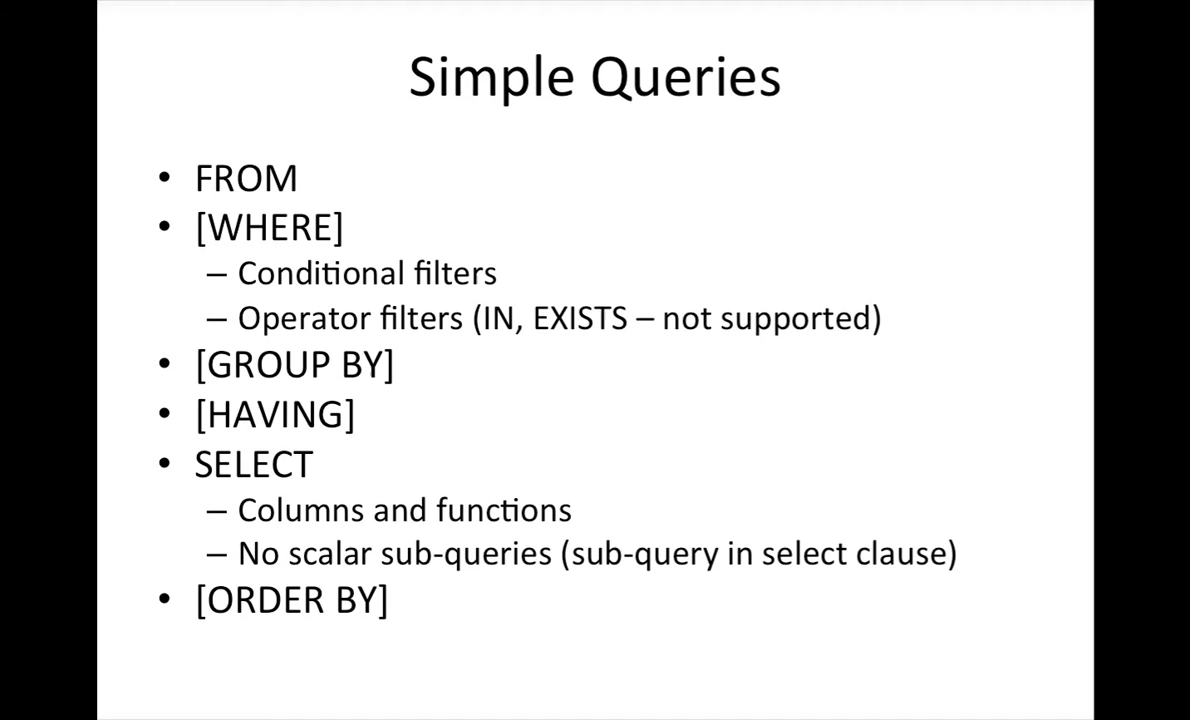 Simple Queries
• FROM
• [WHERE]
– Conditional filters
– Operator filters (IN, EXISTS – not supported)
• [GROUP BY]
• [HAVING]
• SELECT
– Columns and functions
– No scalar sub-queries (sub-query in select clause)
• [ORDER BY]